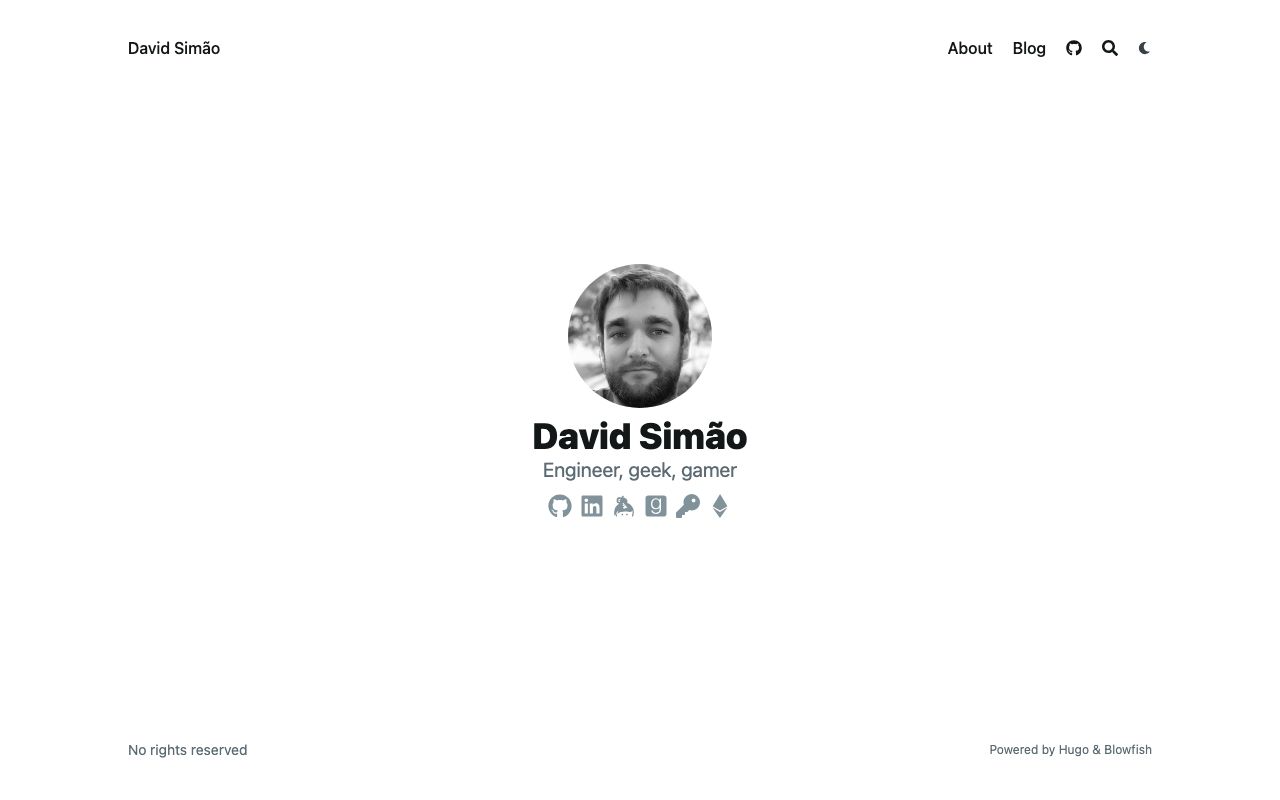 David Simão
About Blog
David Simão
Engineer, geek, gamer
No rights reserved
Powered by Hugo & Blowfish